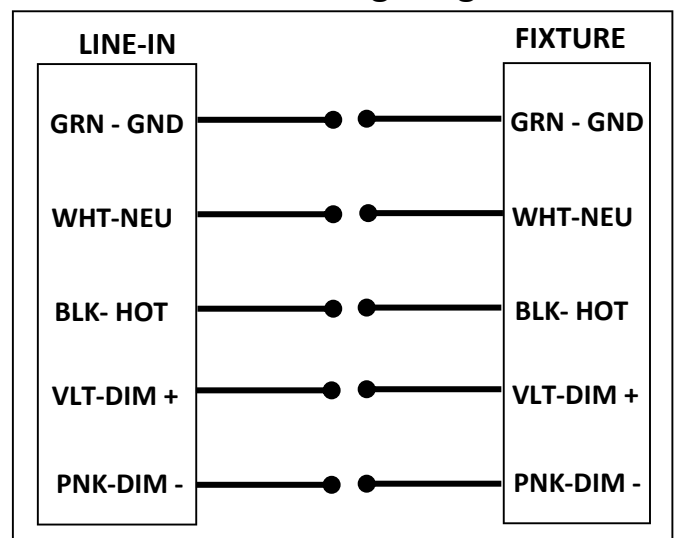 LINE-IN
FIXTURE
GRN - GND
GRN - GND
WHT-NEU
WHT-NEU
BLK- HOT
BLK- HOT
VLT-DIM +
VLT-DIM +
PNK-DIM -
PNK-DIM -